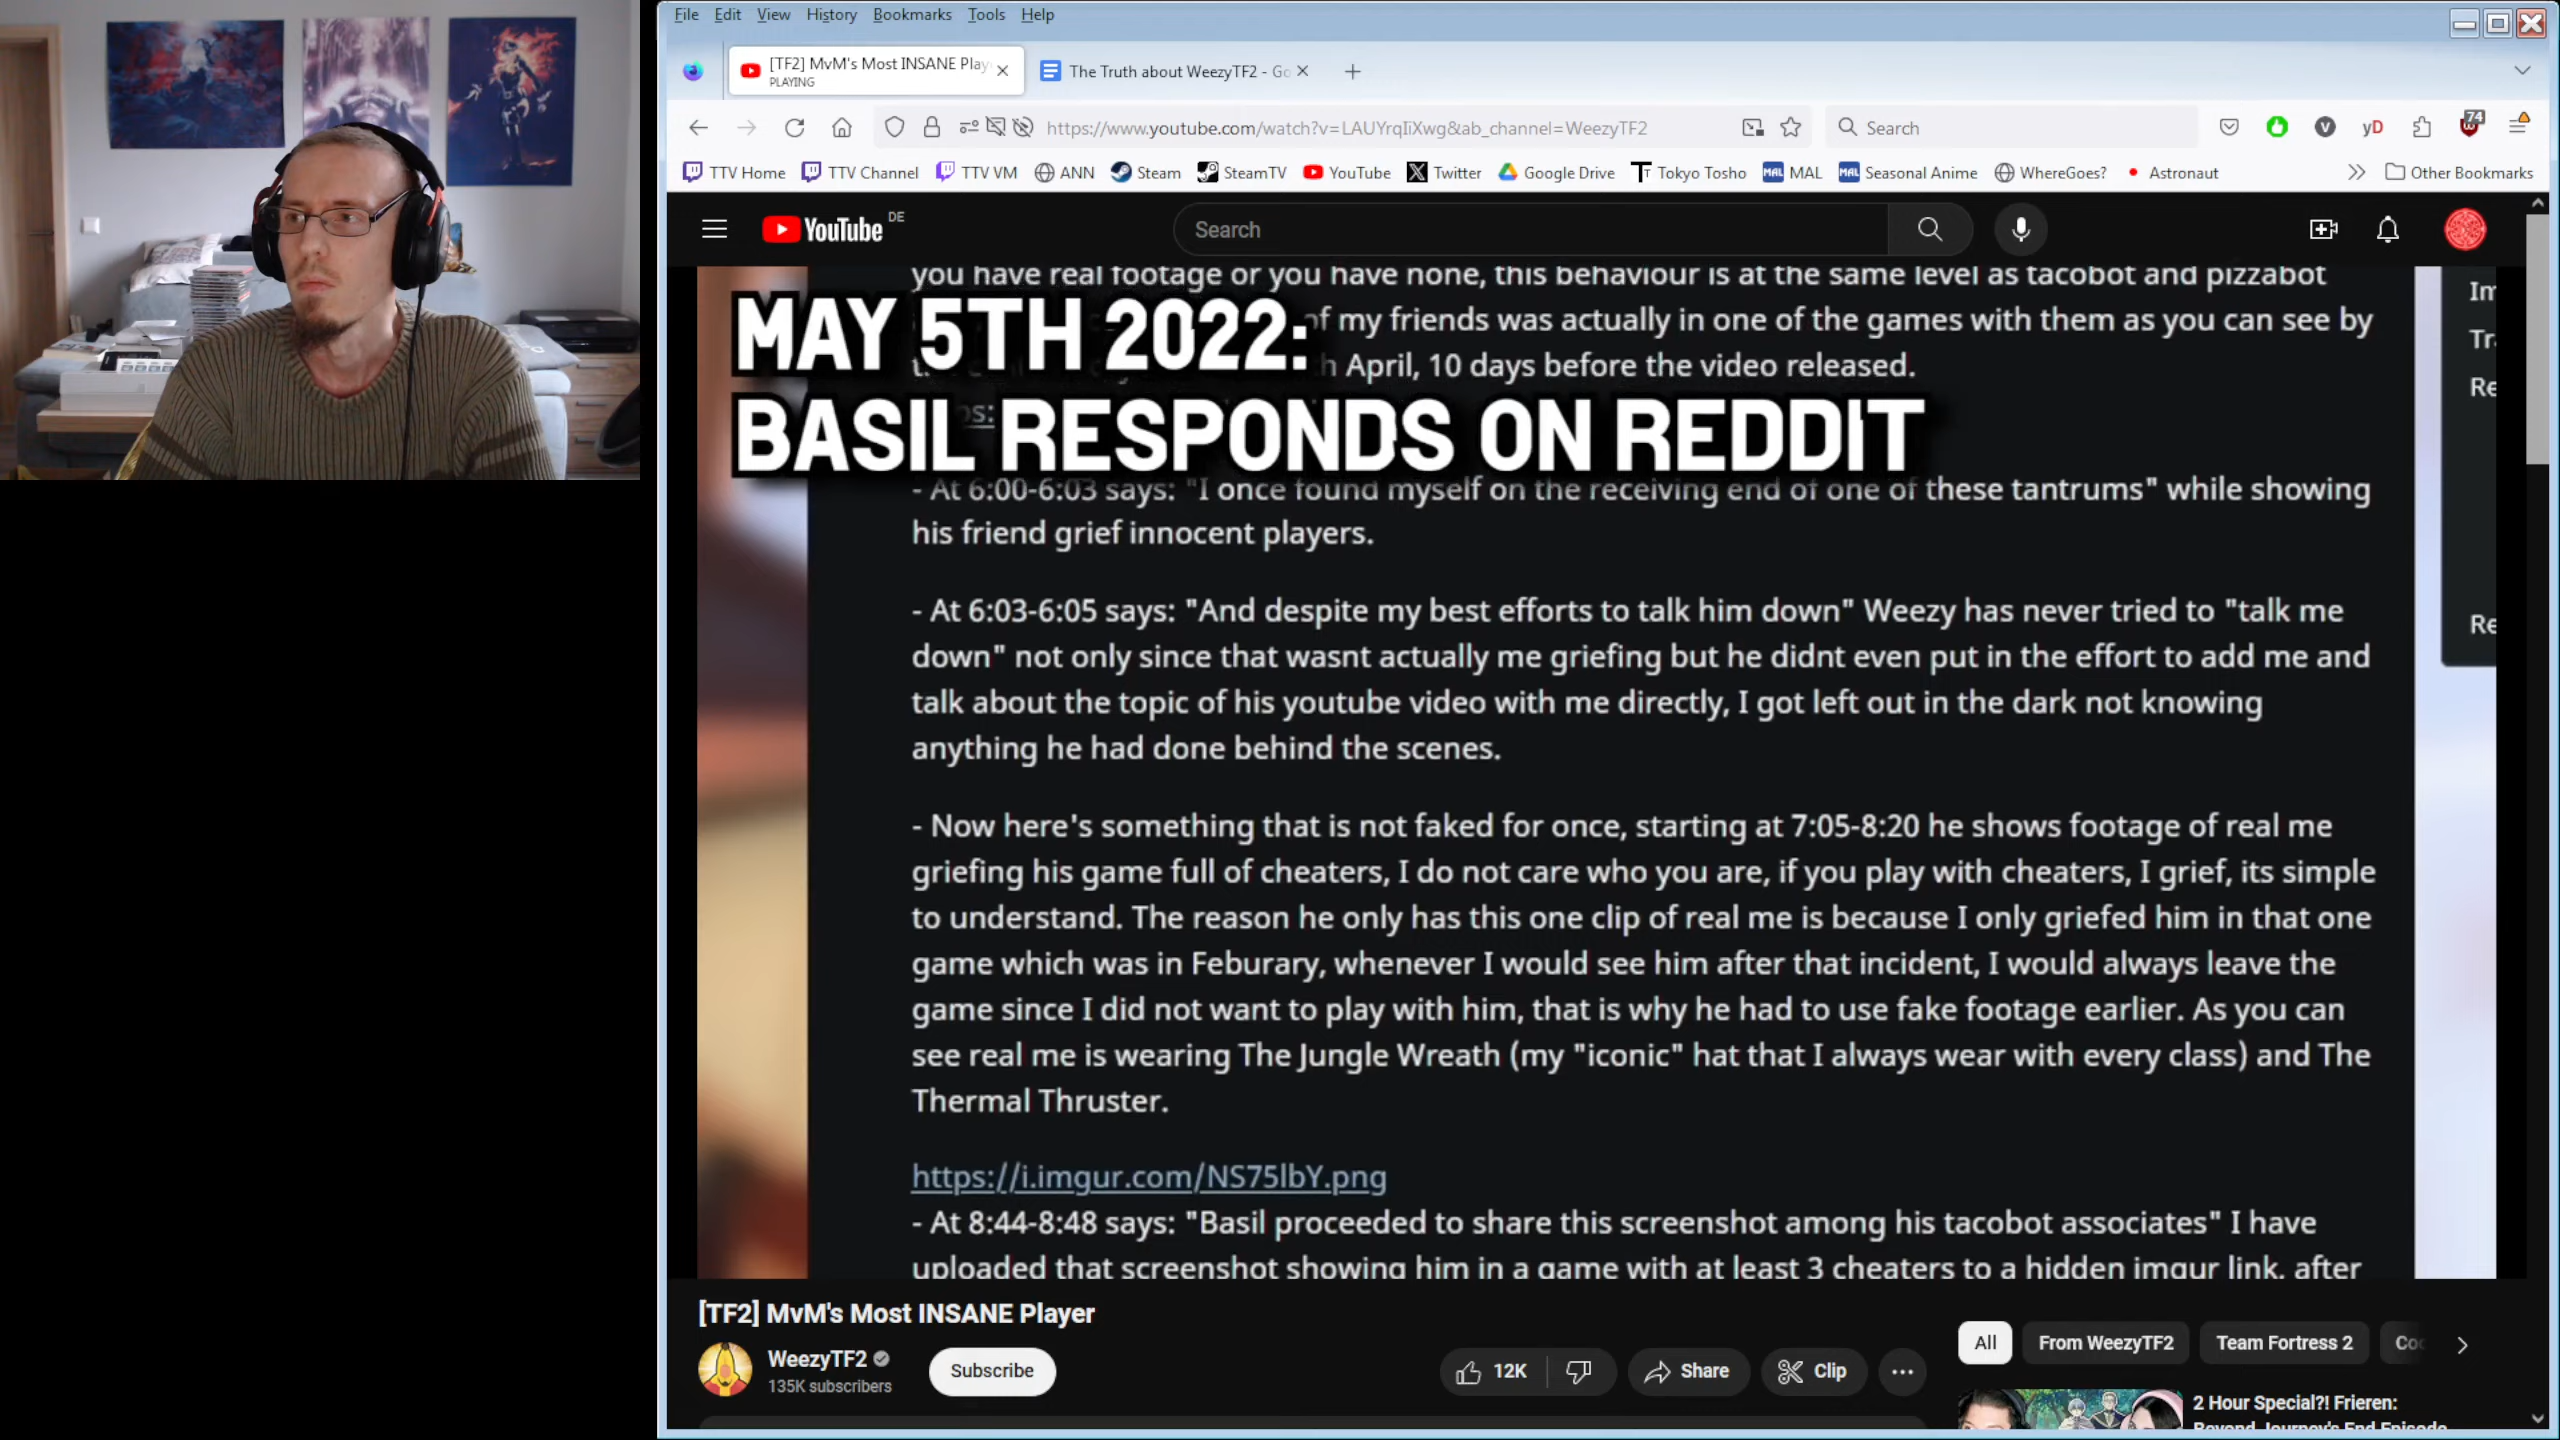 File Edit View History Bookmarks Tools Help
[TF2] MvM's Most INSANE Play
PLAYING
The Truth about WeezyTF2 - Go
https://www.youtube.com/watch?v=LAUYrqIiXwg&ab_channel=WeezyTF2
Search
74
TTV Home TTV Channel TTV VM ANN Steam SteamTV YouTube Twitter Google Drive Tokyo Tosho MAL Seasonal Anime WhereGoes? Astronaut Other Bookmarks
YouTube DE
Search
you have real footage or you have none, this behaviour is at the same level as tacobot and pizzabot
of my friends was actually in one of the games with them as you can see by
April, 10 days before the video released.
MAY 5TH 2022:
BASIL RESPONDS ON REDDIT
- At 6:00-6:03 says: "I once found myself on the receiving end of one of these tantrums" while showing
his friend grief innocent players.
- At 6:03-6:05 says: "And despite my best efforts to talk him down" Weezy has never tried to "talk me
down" not only since that wasnt actually me griefing but he didnt even put in the effort to add me and
talk about the topic of his youtube video with me directly, I got left out in the dark not knowing
anything he had done behind the scenes.
- Now here's something that is not faked for once, starting at 7:05-8:20 he shows footage of real me
griefing his game full of cheaters, I do not care who you are, if you play with cheaters, I grief, its simple
to understand. The reason he only has this one clip of real me is because I only griefed him in that one
game which was in Feburary, whenever I would see him after that incident, I would always leave the
game since I did not want to play with him, that is why he had to use fake footage earlier. As you can
see real me is wearing The Jungle Wreath (my "iconic" hat that I always wear with every class) and The
Thermal Thruster.
https://i.imgur.com/NS75lbY.png
- At 8:44-8:48 says: "Basil proceeded to share this screenshot among his tacobot associates" I have
uploaded that screenshot showing him in a game with at least 3 cheaters to a hidden imgur link, after
Im
Tr
Re
Re
[TF2] MvM's Most INSANE Player
WeezyTF2
135K subscribers
Subscribe
12K
Share
Clip
All From WeezyTF2 Team Fortress 2 Co
2 Hour Special?! Frieren:
Beyond Journey's End Episode